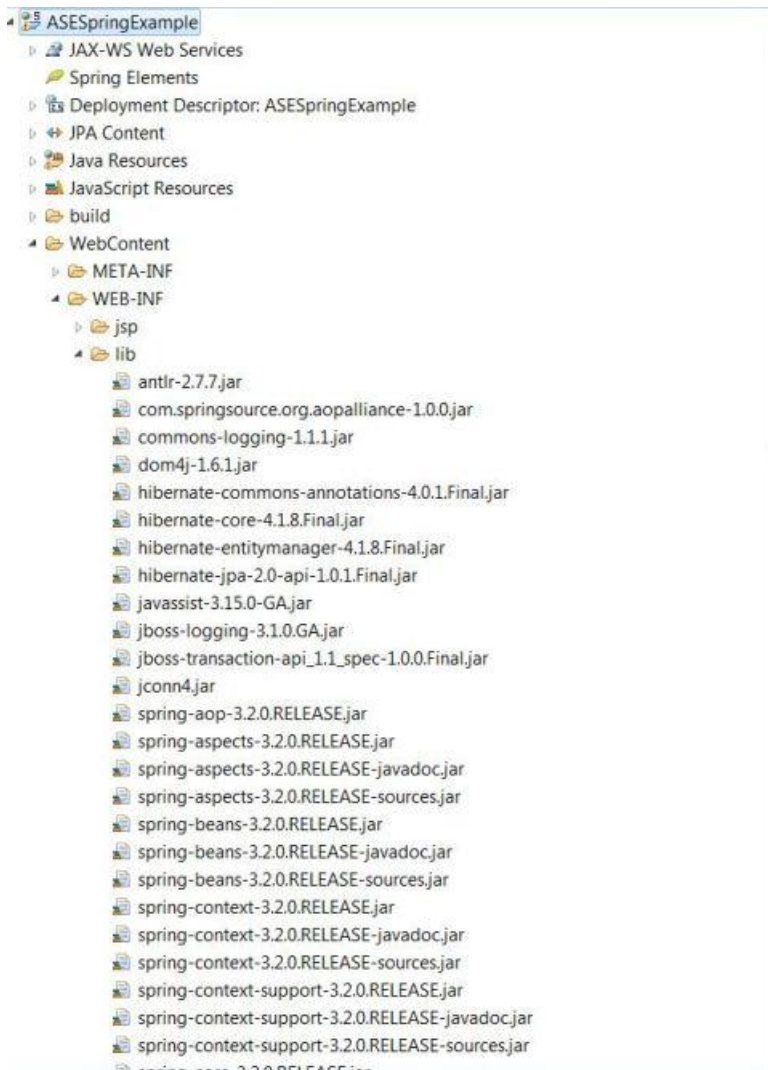 ASESpringExample
JAX-WS Web Services
Spring Elements
Deployment Descriptor: ASESpringExample
JPA Content
Java Resources
JavaScript Resources
build
WebContent
META-INF
WEB-INF
jsp
lib
antlr-2.7.7.jar
com.springsource.org.aopalliance-1.0.0.jar
commons-logging-1.1.1.jar
dom4j-1.6.1.jar
hibernate-commons-annotations-4.0.1.Final.jar
hibernate-core-4.1.8.Final.jar
hibernate-entitymanager-4.1.8.Final.jar
hibernate-jpa-2.0-api-1.0.1.Final.jar
javassist-3.15.0-GA.jar
jboss-logging-3.1.0.GA.jar
jboss-transaction-api_1.1_spec-1.0.0.Final.jar
jconn4.jar
spring-aop-3.2.0.RELEASE.jar
spring-aspects-3.2.0.RELEASE.jar
spring-aspects-3.2.0.RELEASE-javadoc.jar
spring-aspects-3.2.0.RELEASE-sources.jar
spring-beans-3.2.0.RELEASE.jar
spring-beans-3.2.0.RELEASE-javadoc.jar
spring-beans-3.2.0.RELEASE-sources.jar
spring-context-3.2.0.RELEASE.jar
spring-context-3.2.0.RELEASE-javadoc.jar
spring-context-3.2.0.RELEASE-sources.jar
spring-context-support-3.2.0.RELEASE.jar
spring-context-support-3.2.0.RELEASE-javadoc.jar
spring-context-support-3.2.0.RELEASE-sources.jar